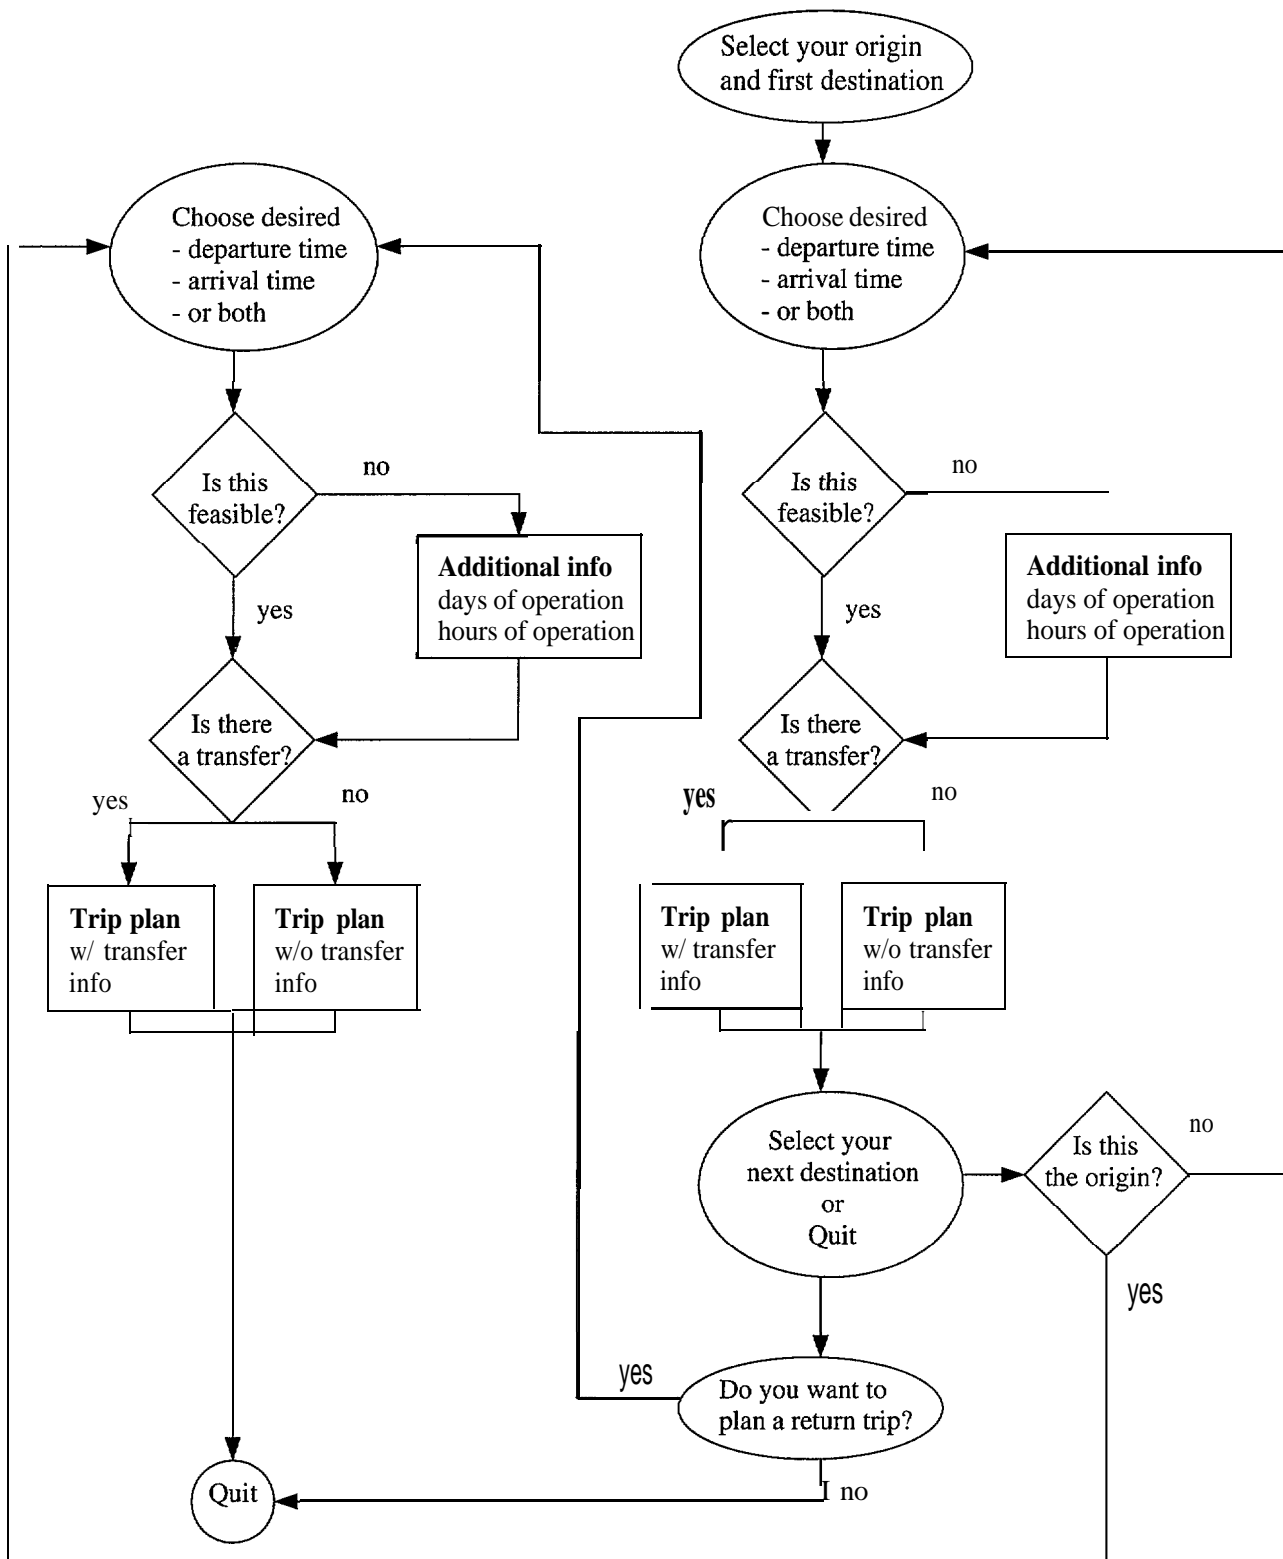 Select your origin
and first destination
Choose desired
- departure time
- arrival time
- or both
Is this
feasible?
no
Additional info
days of operation
hours of operation
yes
Is there
a transfer?
yes
no
Trip plan
w/ transfer
info
Trip plan
w/o transfer
info
Select your
next destination
or
Quit
Is this
the origin?
no
yes
Do you want to
plan a return trip?
yes
I no
Choose desired
- departure time
- arrival time
- or both
Is this
feasible?
no
Additional info
days of operation
hours of operation
yes
Is there
a transfer?
yes
no
Trip plan
w/ transfer
info
Trip plan
w/o transfer
info
Quit